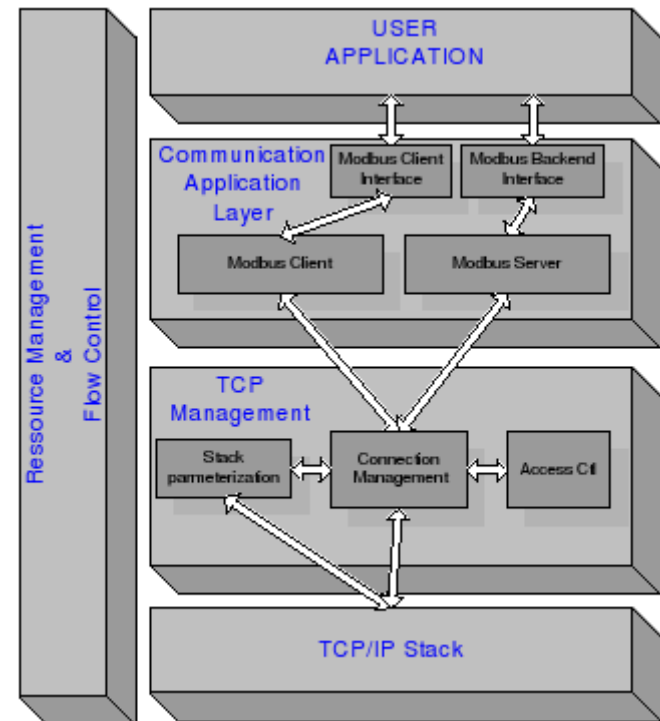 USER
APPLICATION
Communication
Application
Layer
Modbus Client
Interface
Modbus Backend
Interface
Modbus Client
Modbus Server
Ressource Management
&
Flow Control
TCP
Management
Stack
parmeterization
Connection
Management
Access Ctl
TCP/IP Stack